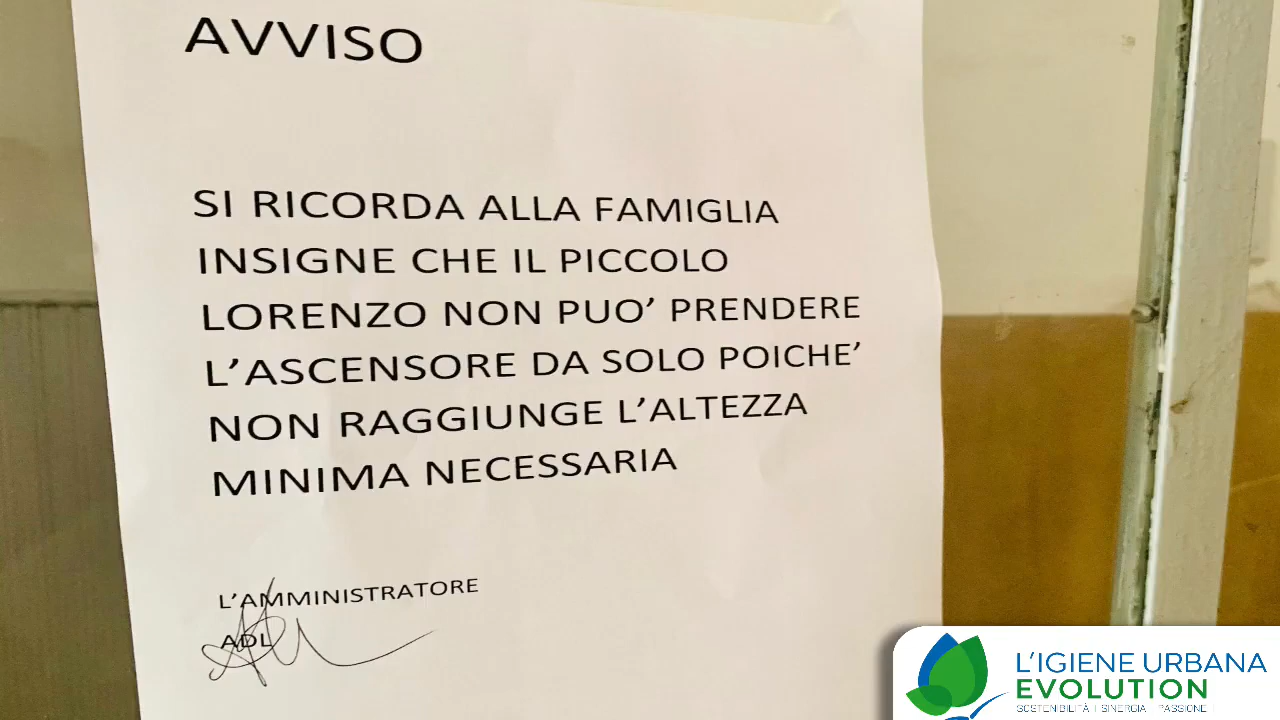 AVVISO
SI RICORDA ALLA FAMIGLIA
INSIGNE CHE IL PICCOLO
LORENZO NON PUO' PRENDERE
L'ASCENSORE DA SOLO POICHE'
NON RAGGIUNGE L'ALTEZZA
MINIMA NECESSARIA
L'AMMINISTRATORE
ADL
L'IGIENE URBANA
EVOLUTION
SOSTENIBILITÀ | SINERGIA | PASSIONE |